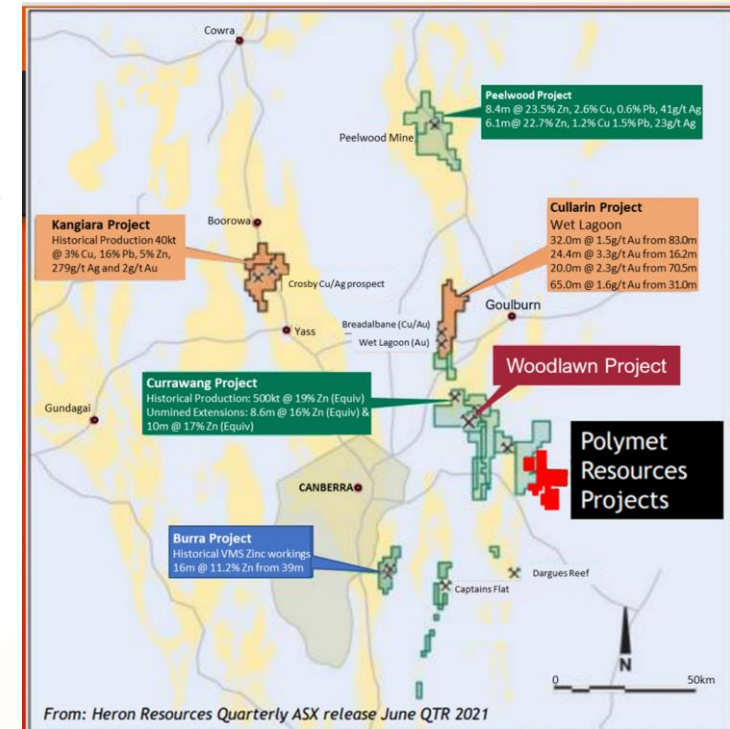 Cowra
Peelwood Project
8.4m @ 23.5% Zn, 2.6% Cu, 0.6% Pb, 41g/t Ag
6.1m@ 22.7% Zn, 1.2% Cu 1.5% Pb, 23g/t Ag
Peelwood Mine
Kangiara Project
Historical Production 40kt
@ 3% Cu, 16% Pb, 5% Zn,
279g/t Ag and 2g/t Au
Boorowa
Crosby Cu/Ag prospect
Cullarin Project
Wet Lagoon
32.0m @ 1.5g/t Au from 83.0m
24.4m @ 3.3g/t Au from 16.2m
20.0m @ 2.3g/t Au from 70.5m
65.0m @ 1.6g/t Au from 31.0m
Goulburn
Breadalbane (Cu/Au)
Wet Lagoon (Au)
Yass
Woodlawn Project
Currawang Project
Historical Production: 500kt @ 19% Zn (Equiv)
Unmined Extensions: 8.6m @ 16% Zn (Equiv) &
10m @ 17% Zn (Equiv)
Gundagai
Polymet
Resources
Projects
CANBERRA
Burra Project
Historical VMS Zinc workings
16m @ 11.2% Zn from 39m
Dargues Reef
Captains Flat
N
0 50km
From: Heron Resources Quarterly ASX release June QTR 2021